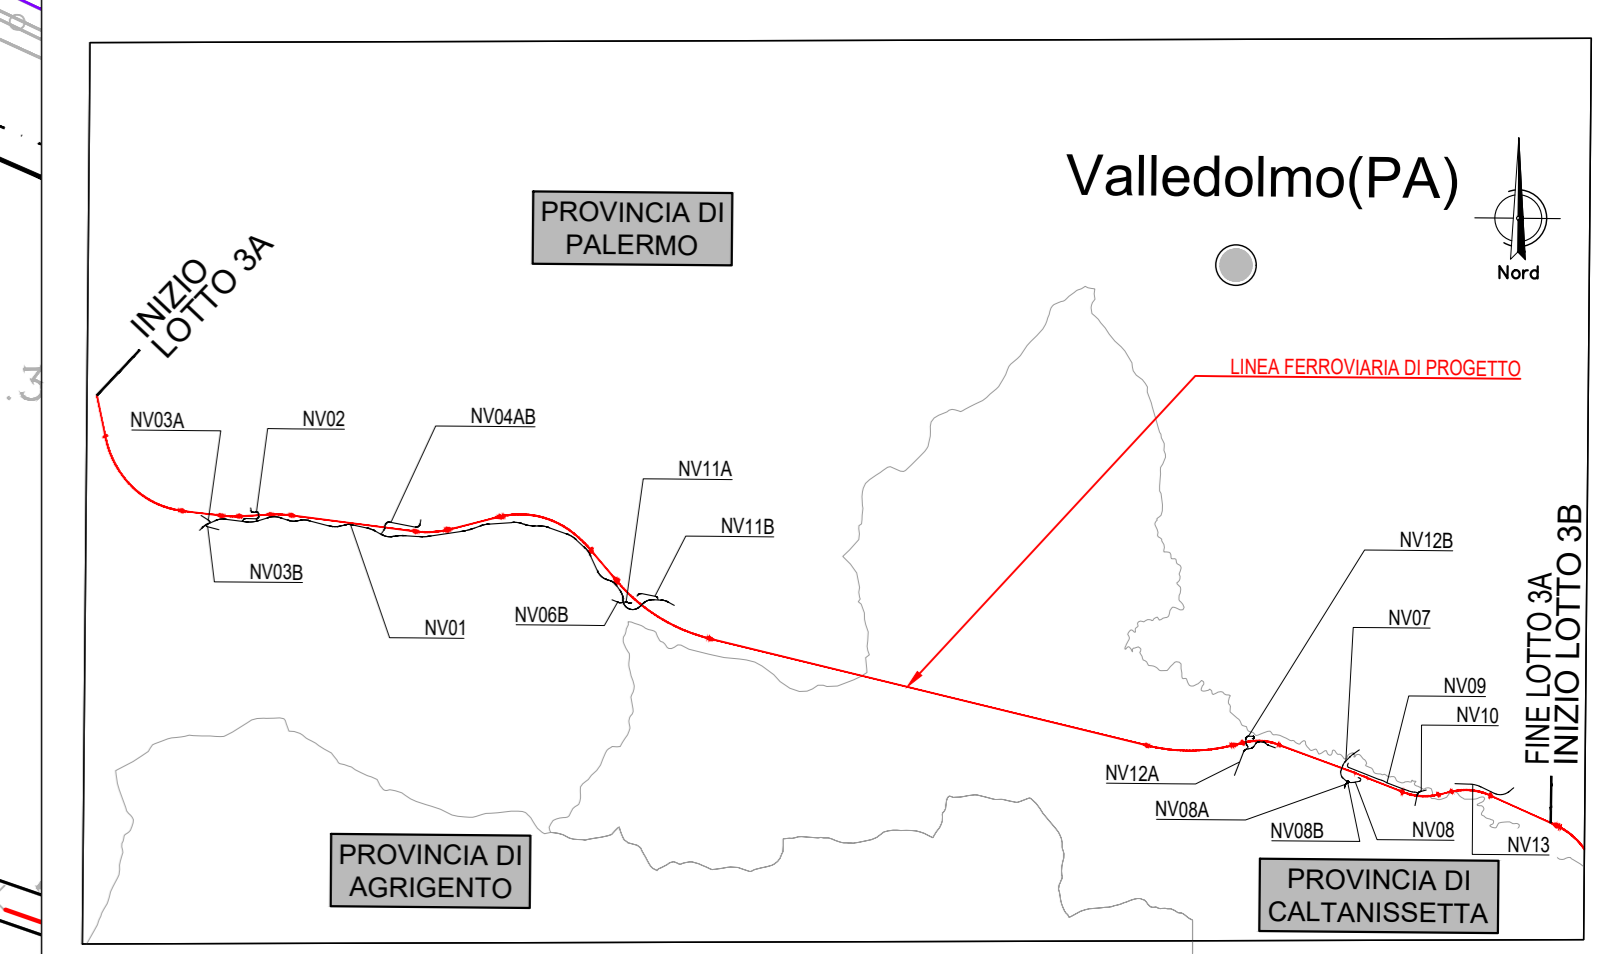 Valledolmo(PA)
PROVINCIA DI
PALERMO
Nord
INIZIO
LOTTO 3A
LINEA FERROVIARIA DI PROGETTO
.3
NV03A
NV02
NV04AB
NV11A
NV11B
NV12B
NV03B
NV01
NV06B
NV07
FINE LOTTO 3A
INIZIO LOTTO 3B
NV09
NV10
NV12A
NV08A
NV08B
NV08
NV13
PROVINCIA DI
AGRIGENTO
PROVINCIA DI
CALTANISSETTA